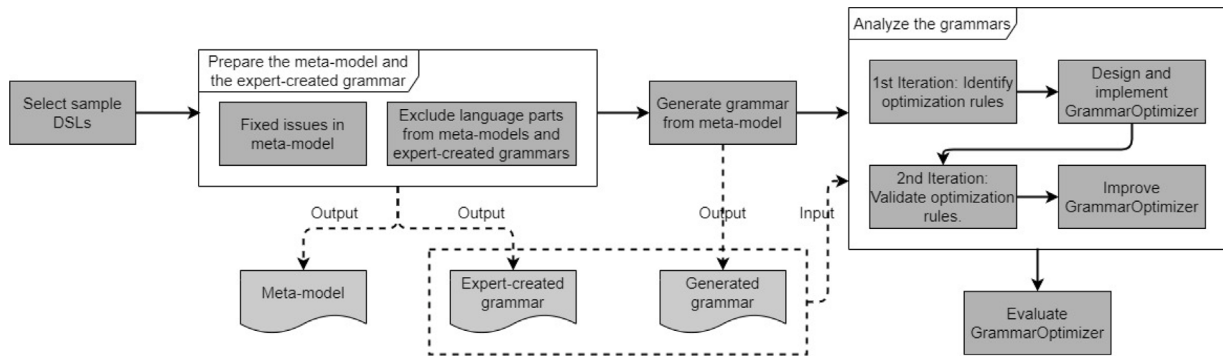 Select sample
DSLs
Prepare the meta-model and
the expert-created grammar
Fixed issues in
meta-model
Exclude language parts
from meta-models and
expert-created grammars
Generate grammar
from meta-model
Analyze the grammars
1st Iteration: Identify
optimization rules
Design and
implement
GrammarOptimizer
2nd Iteration:
Validate optimization
rules.
Improve
GrammarOptimizer
Output
Output
Output
Input
Meta-model
Expert-created
grammar
Generated
grammar
Evaluate
GrammarOptimizer